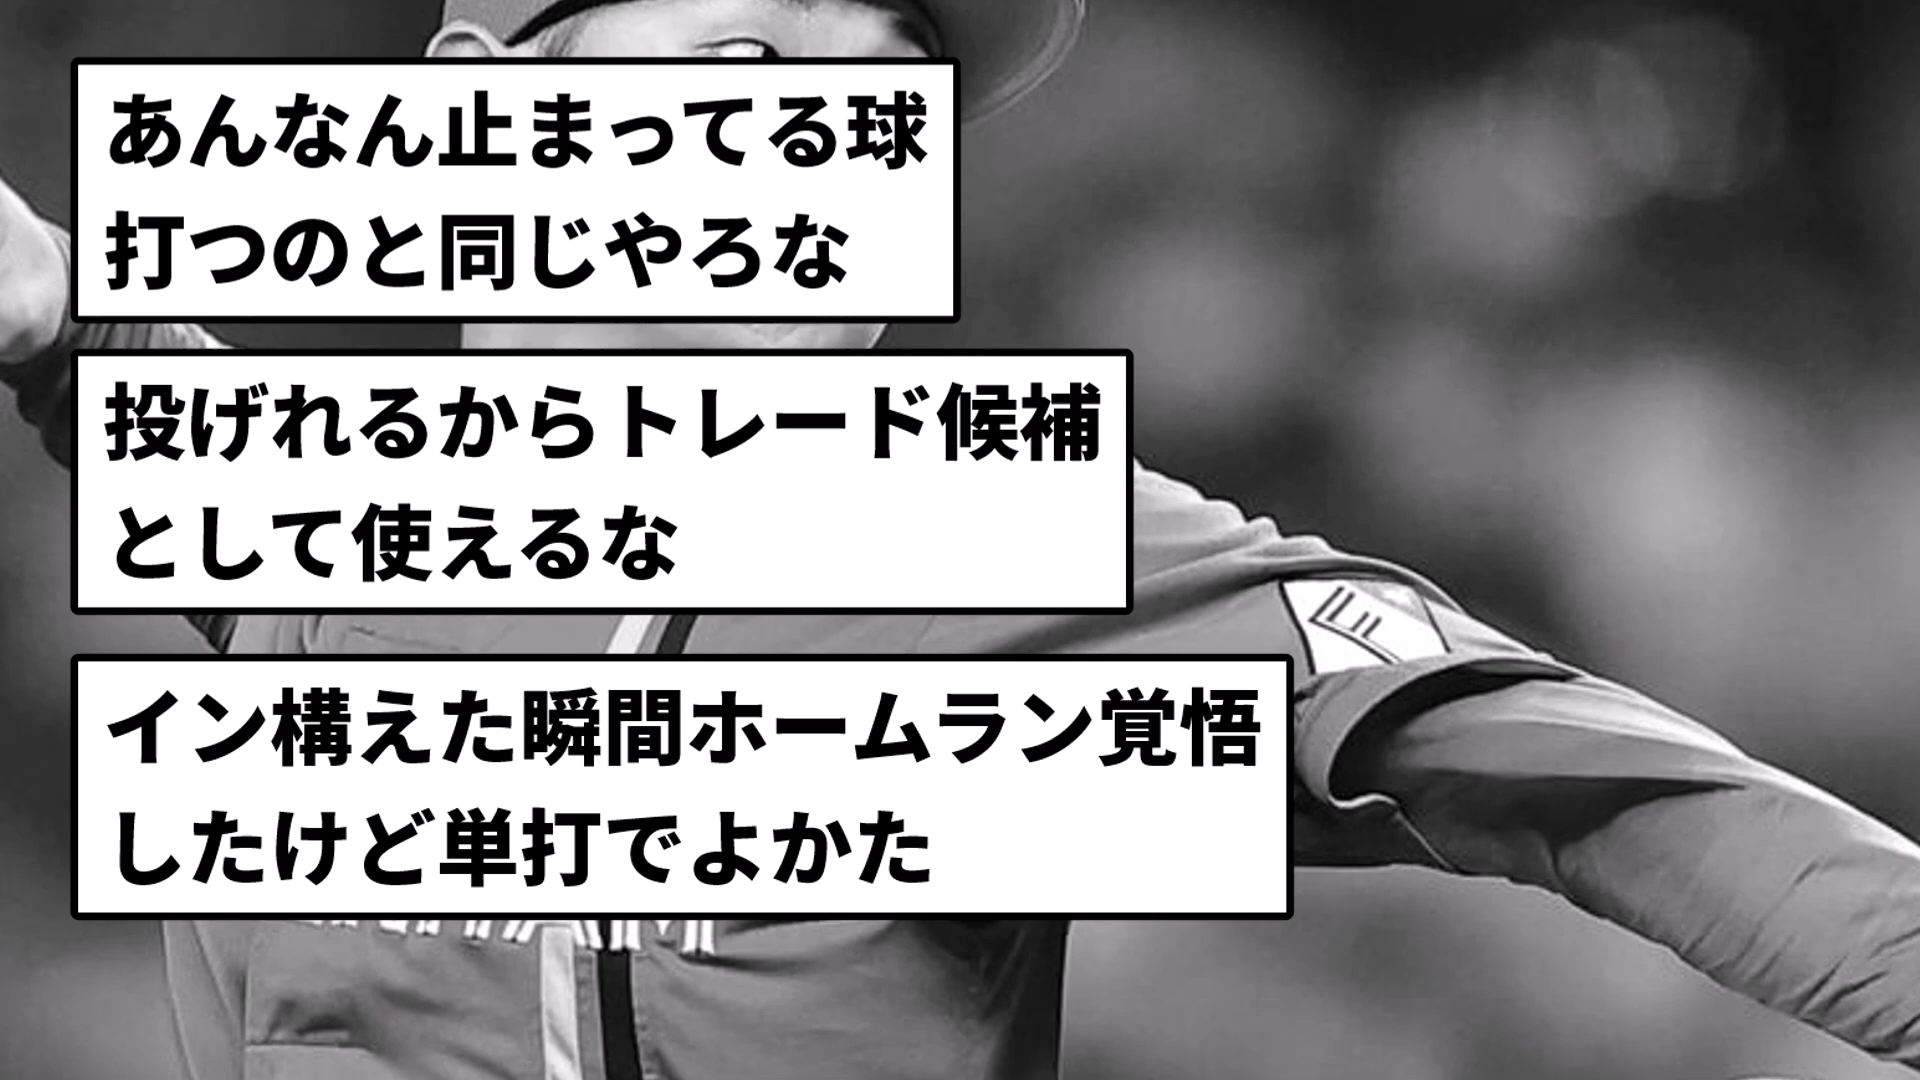 あんなん止まってる球
打つのと同じやろな
投げれるからトレード候補
として使えるな
イン構えた瞬間ホームラン覚悟
したけど単打でよかた